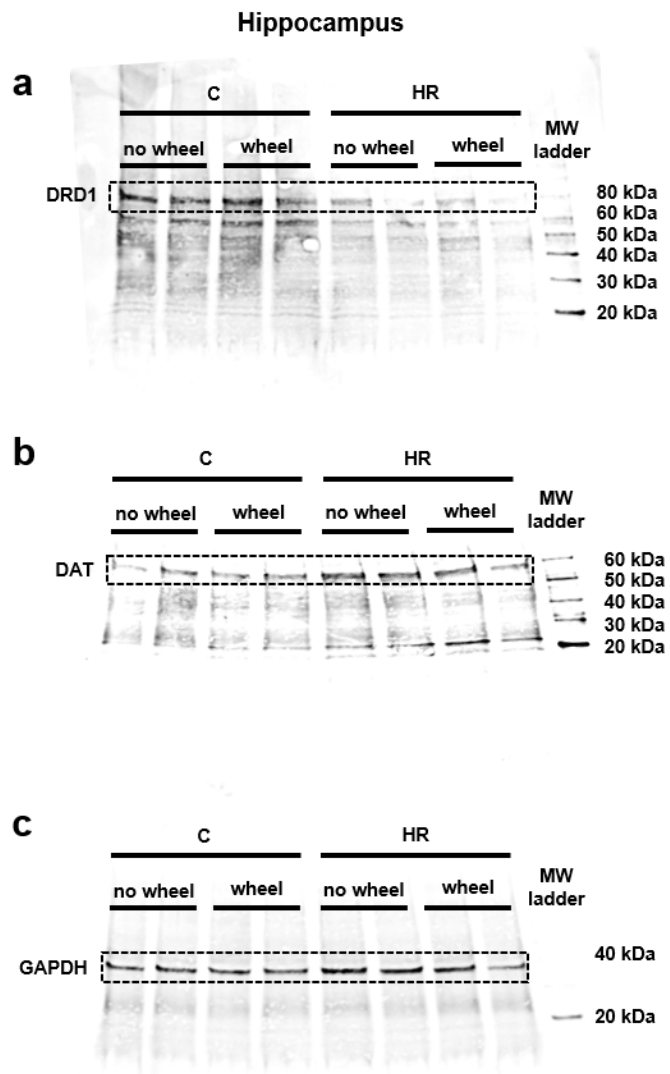 Hippocampus
a
C HR
no wheel wheel no wheel wheel MW ladder
DRD1
80 kDa
60 kDa
50 kDa
40 kDa
30 kDa
20 kDa
b
C HR
no wheel wheel no wheel wheel MW ladder
DAT
60 kDa
50 kDa
40 kDa
30 kDa
20 kDa
c
C HR
no wheel wheel no wheel wheel MW ladder
GAPDH
40 kDa
20 kDa